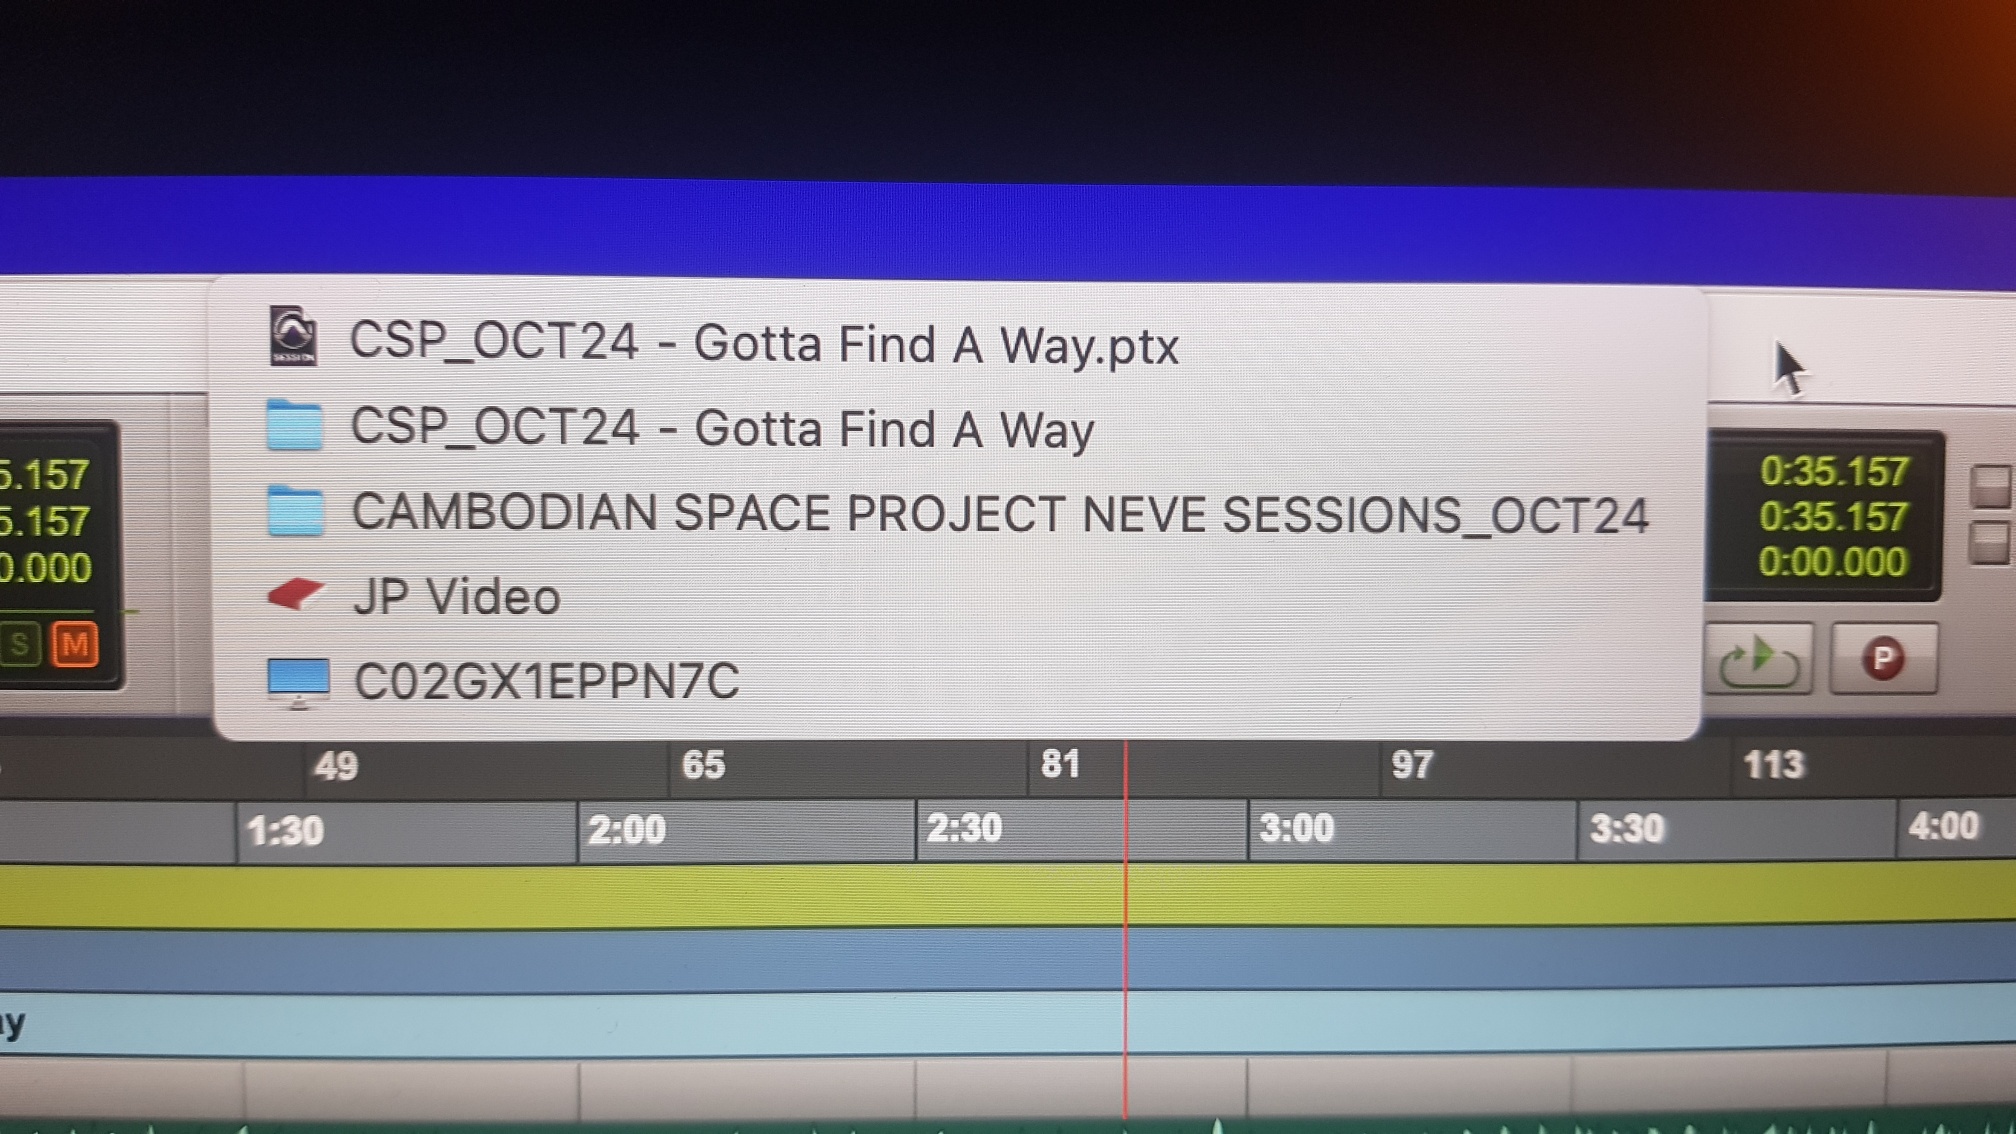 SESSION
CSP_OCT24 - Gotta Find A Way.ptx
CSP_OCT24 - Gotta Find A Way
CAMBODIAN SPACE PROJECT NEVE SESSIONS_OCT24
JP Video
C02GX1EPPN7C
5.157
5.157
0.000
S M
0:35.157
0:35.157
0:00.000
P
49 65 81 97 113
1:30 2:00 2:30 3:00 3:30 4:00
ay